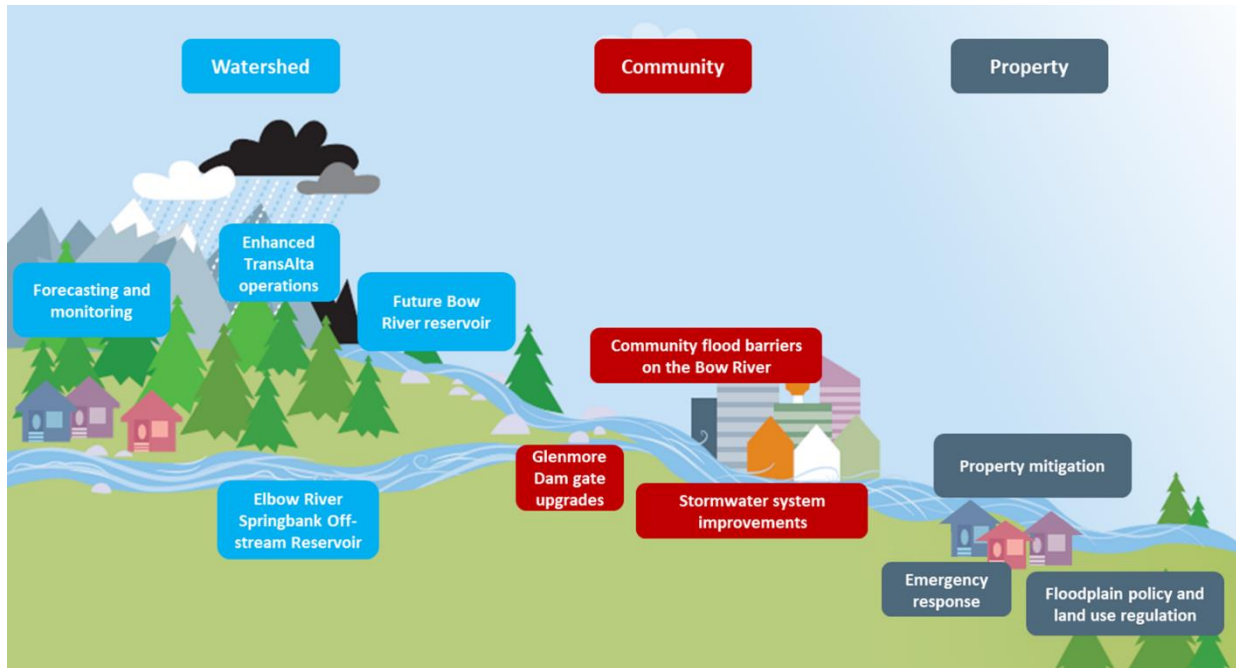 Watershed
Community
Property
Enhanced
TransAlta
operations
Forecasting and
monitoring
Future Bow
River reservoir
Community flood barriers
on the Bow River
Glenmore
Dam gate
upgrades
Property mitigation
Elbow River
Springbank Off-
stream Reservoir
Stormwater system
improvements
Emergency
response
Floodplain policy and
land use regulation